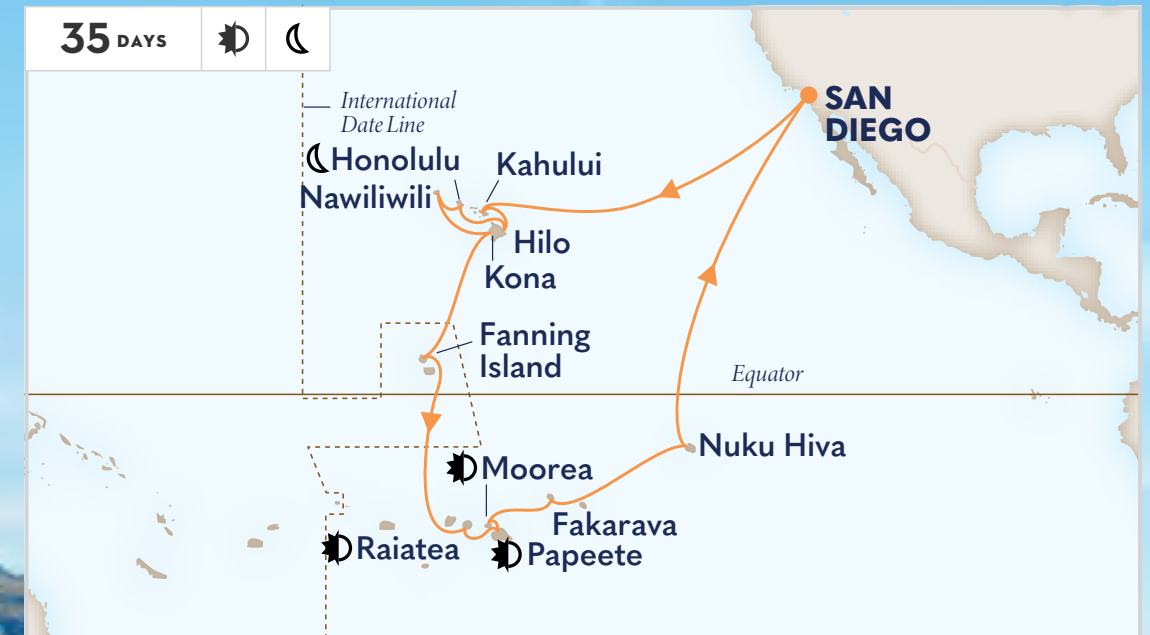 35 DAYS
SAN
DIEGO
International
Date Line
Honolulu
Kahului
Nawiliwili
Hilo
Kona
Fanning
Island
Equator
Nuku Hiva
Moorea
Fakarava
Raiatea
Papeete